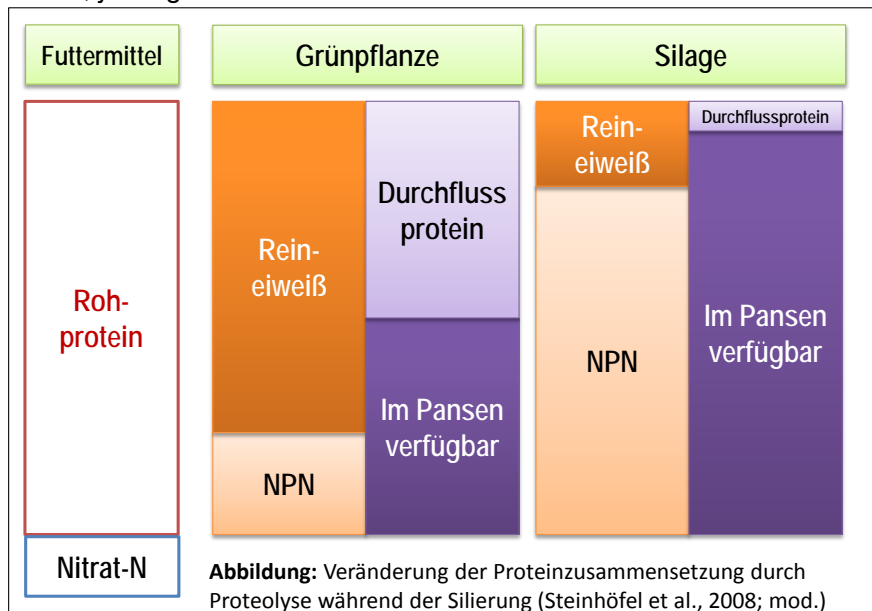 Futtermittel
Grünpflanze
Silage
Roh-
protein
Nitrat-N
Rein-
eiweiß
NPN
Durchfluss
protein
Im Pansen
verfügbar
Rein-
eiweiß
NPN
Durchflussprotein
Im Pansen
verfügbar
Abbildung: Veränderung der Proteinzusammensetzung durch
Proteolyse während der Silierung (Steinhöfel et al., 2008; mod.)